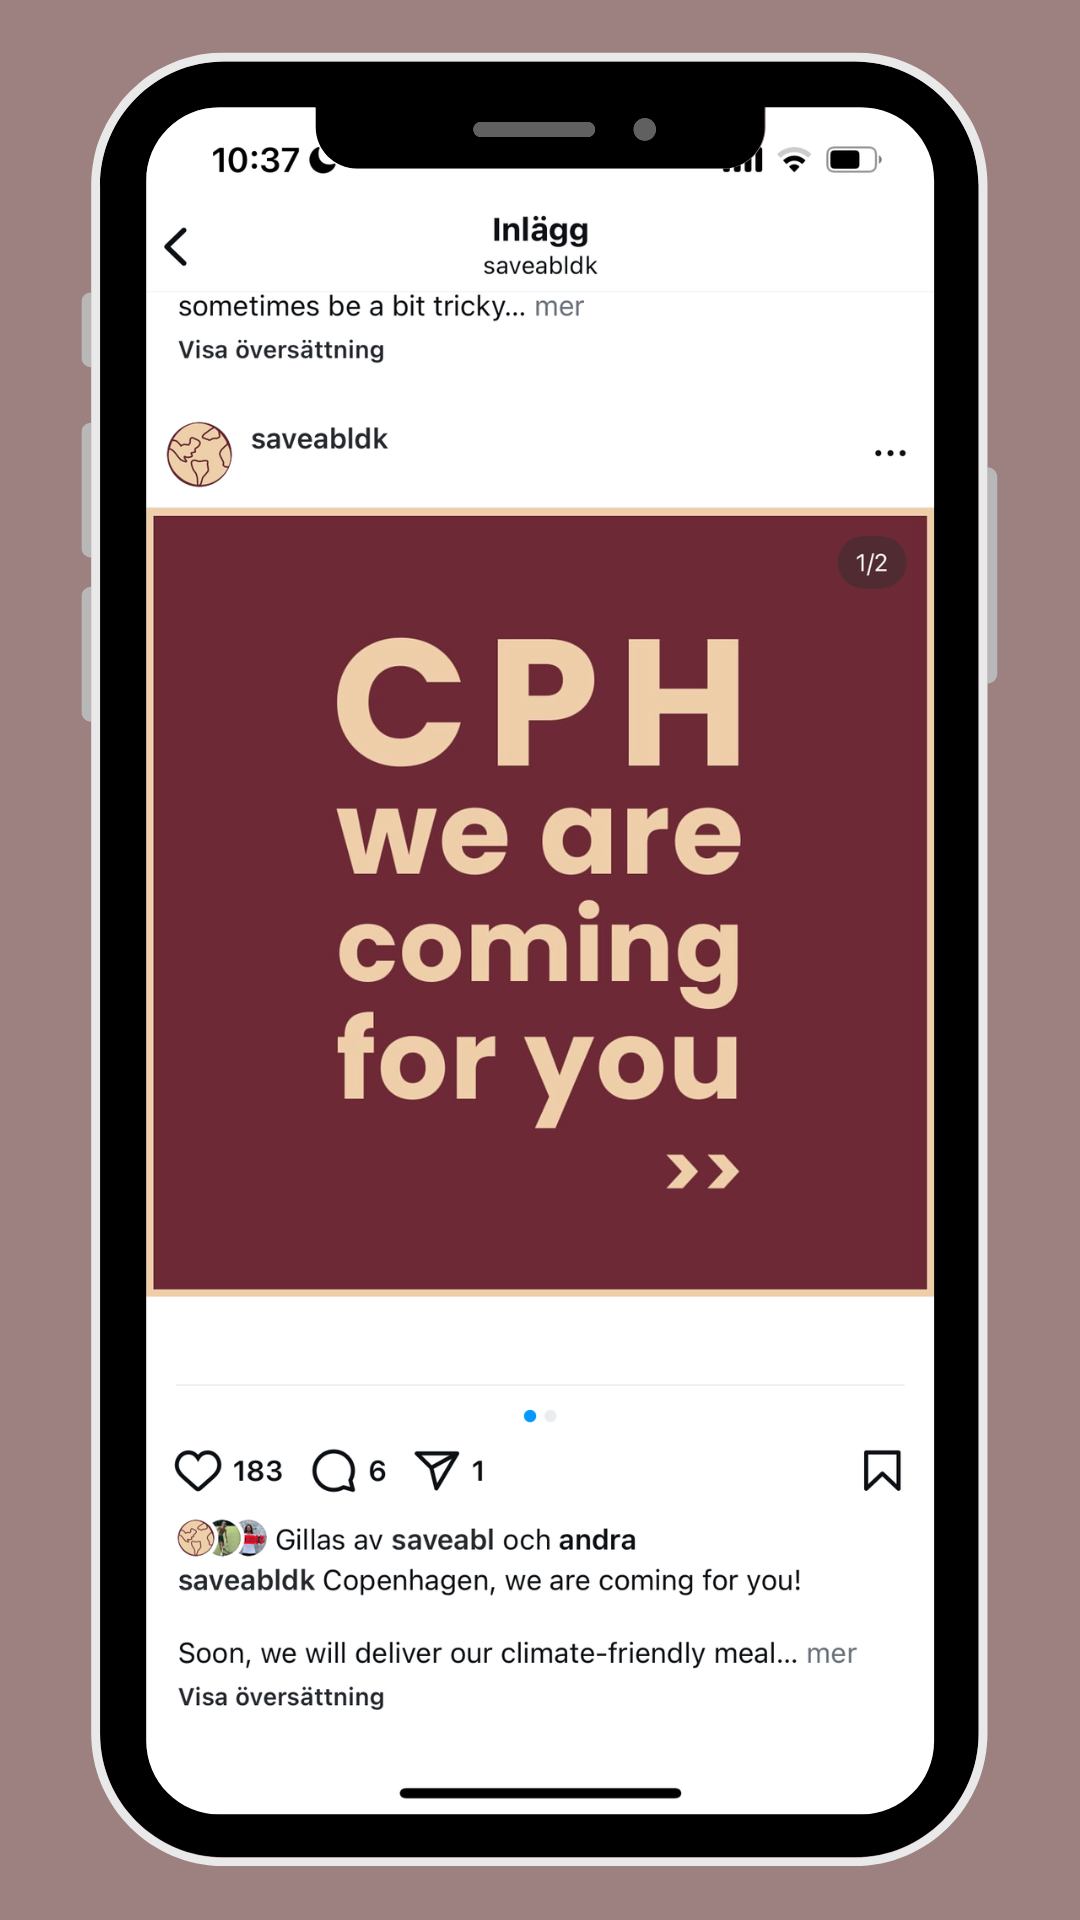 10:37
Inlägg
saveabldk
sometimes be a bit tricky... mer
Visa översättning
saveabldk
1/2
CPH
we are
coming
for you
183 6 1
Gillas av saveabl och andra
saveabldk Copenhagen, we are coming for you!
Soon, we will deliver our climate-friendly meal... mer
Visa översättning